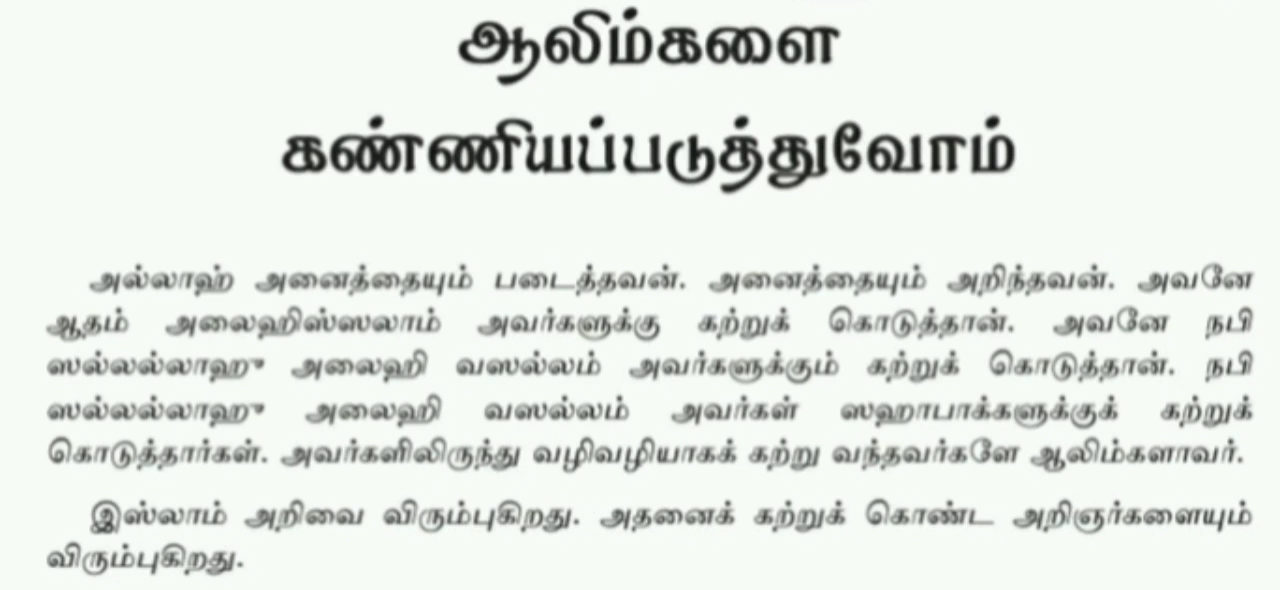 ஆலிம்களை
கண்ணியப்படுத்துவோம்
அல்லாஹ் அனைத்தையும் படைத்தவன். அனைத்தையும் அறிந்தவன். அவனே
ஆதம் அலைஹிஸ்ஸலாம் அவர்களுக்கு கற்றுக் கொடுத்தான். அவனே நபி
ஸல்லல்லாஹு அலைஹி வஸல்லம் அவர்களுக்கும் கற்றுக் கொடுத்தான். நபி
ஸல்லல்லாஹு அலைஹி வஸல்லம் அவர்கள் ஸஹாபாக்களுக்குக் கற்றுக்
கொடுத்தார்கள். அவர்களிலிருந்து வழிவழியாகக் கற்று வந்தவர்களே ஆலிம்களாவர்.
இஸ்லாம் அறிவை விரும்புகிறது. அதனைக் கற்றுக் கொண்ட அறிஞர்களையும்
விரும்புகிறது.